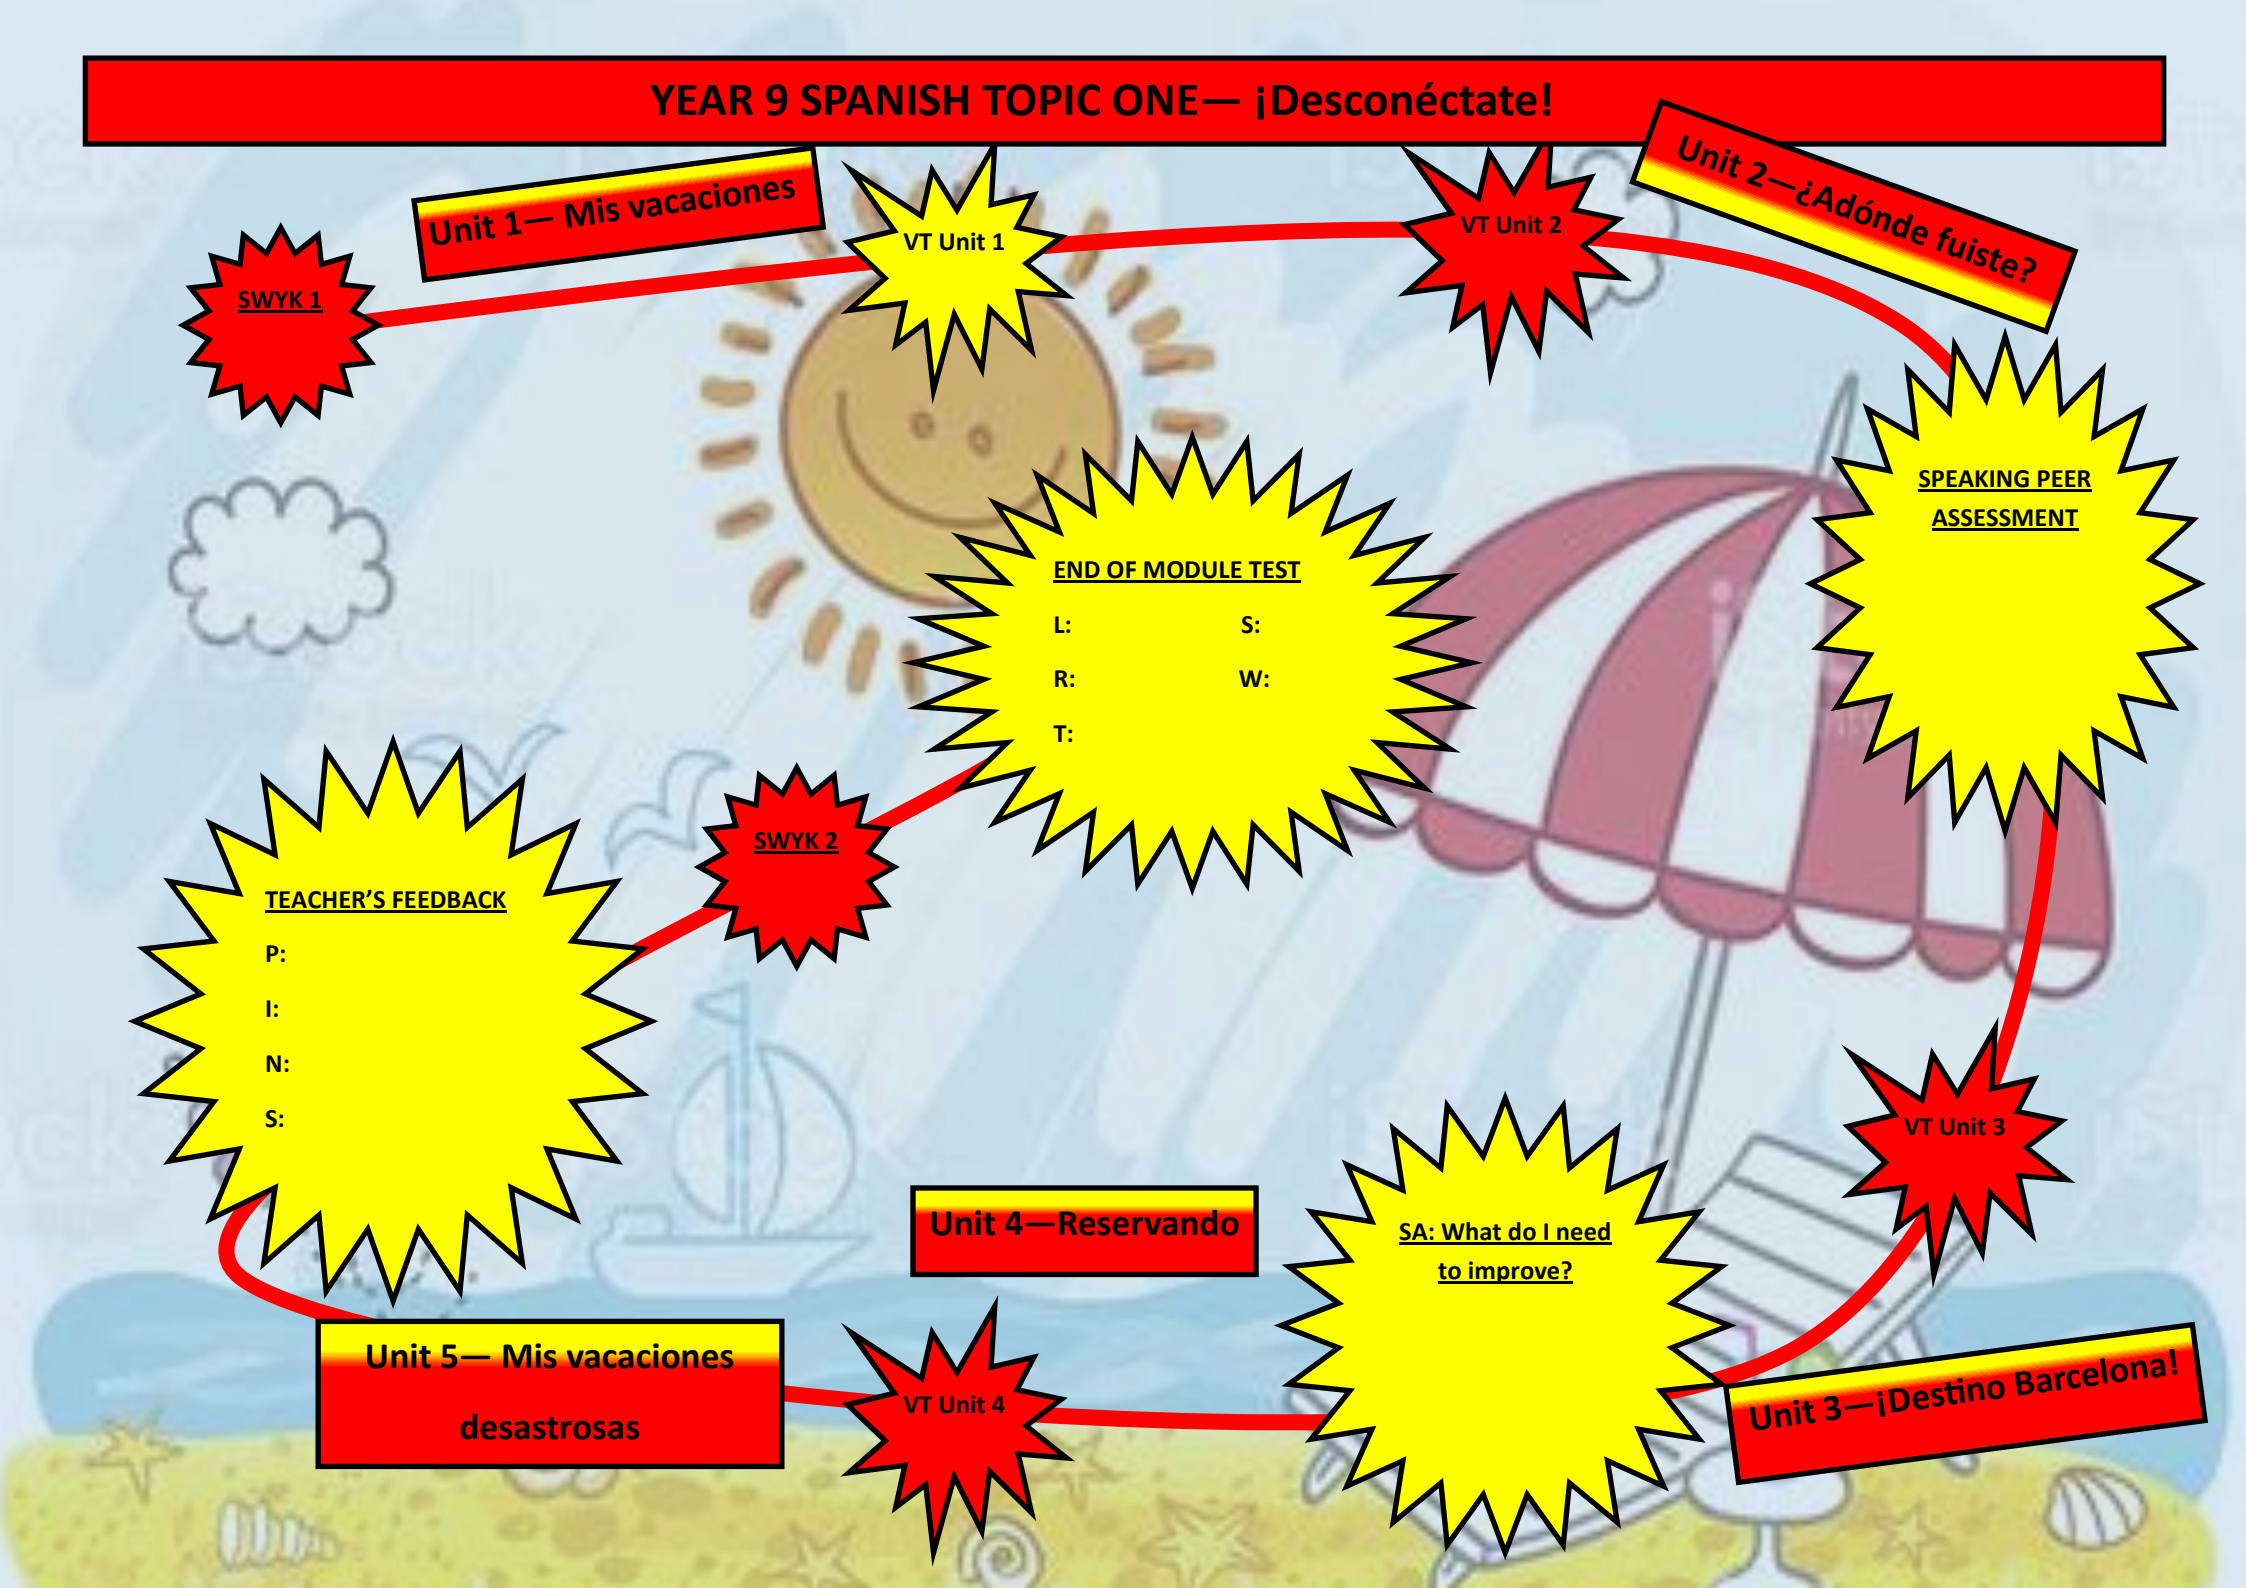 YEAR 9 SPANISH TOPIC ONE— ¡Desconéctate!
SWYK 1
Unit 1— Mis vacaciones
VT Unit 1
VT Unit 2
Unit 2—¿Adónde fuiste?
SPEAKING PEER
ASSESSMENT
VT Unit 3
Unit 3—¡Destino Barcelona!
SA: What do I need
to improve?
Unit 4—Reservando
VT Unit 4
Unit 5— Mis vacaciones
desastrosas
TEACHER'S FEEDBACK
P:
I:
N:
S:
SWYK 2
END OF MODULE TEST
L: S:
R: W:
T: